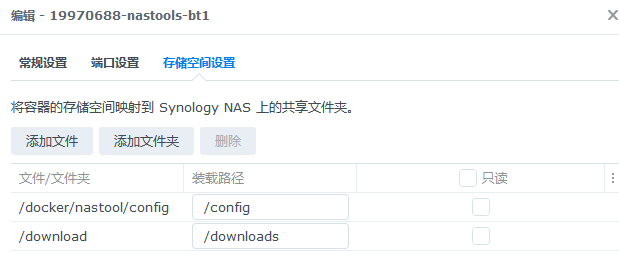 编辑 - 19970688-nastools-bt1
常规设置 端口设置 存储空间设置
将容器的存储空间映射到 Synology NAS 上的共享文件夹。
添加文件 添加文件夹 删除
文件/文件夹 装载路径 只读
/docker/nastool/config /config
/download /downloads